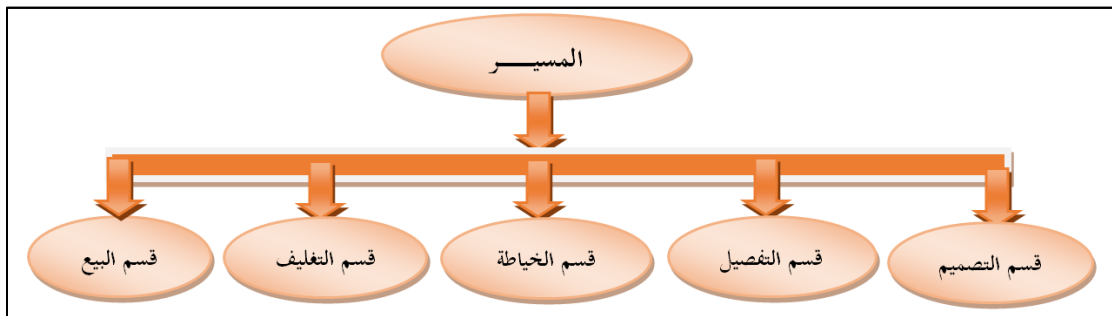 المسيـــــر
قسم التصميم
قسم التفصيل
قسم الخياطة
قسم التغليف
قسم البيع